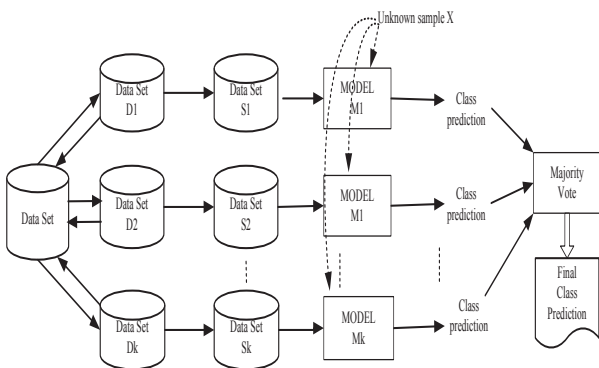 Unknown sample X
Data Set
D1
Data Set
S1
MODEL
M1
Class
prediction
Data Set
Data Set
D2
Data Set
S2
MODEL
M1
Class
prediction
Majority
Vote
Data Set
Dk
Data Set
Sk
MODEL
Mk
Class
prediction
Final
Class
Prediction